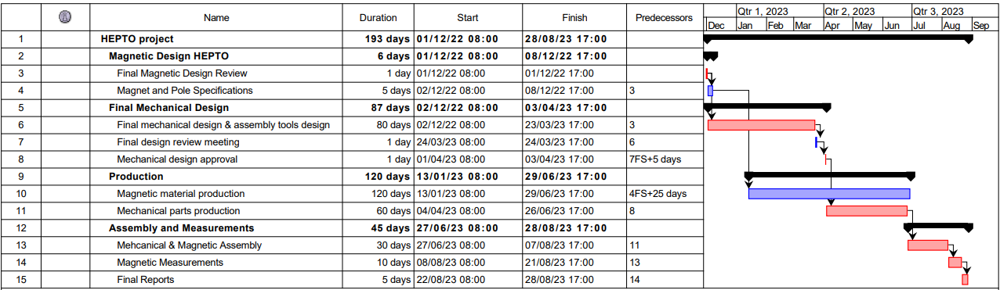 Name Duration Start Finish Predecessors
Qtr 1, 2023 Qtr 2, 2023 Qtr 3, 2023
Dec Jan Feb Mar Apr May Jun Jul Aug Sep
1 HEPTO project 193 days 01/12/22 08:00 28/08/23 17:00
2 Magnetic Design HEPTO 6 days 01/12/22 08:00 08/12/22 17:00
3 Final Magnetic Design Review 1 day 01/12/22 08:00 01/12/22 17:00
4 Magnet and Pole Specifications 5 days 02/12/22 08:00 08/12/22 17:00 3
5 Final Mechanical Design 87 days 02/12/22 08:00 03/04/23 17:00
6 Final mechanical design & assembly tools design 80 days 02/12/22 08:00 23/03/23 17:00 3
7 Final design review meeting 1 day 24/03/23 08:00 24/03/23 17:00 6
8 Mechanical design approval 1 day 01/04/23 08:00 03/04/23 17:00 7FS+5 days
9 Production 120 days 13/01/23 08:00 29/06/23 17:00
10 Magnetic material production 120 days 13/01/23 08:00 29/06/23 17:00 4FS+25 days
11 Mechanical parts production 60 days 04/04/23 08:00 26/06/23 17:00 8
12 Assembly and Measurements 45 days 27/06/23 08:00 28/08/23 17:00
13 Mehcanical & Magnetic Assembly 30 days 27/06/23 08:00 07/08/23 17:00 11
14 Magnetic Measurements 10 days 08/08/23 08:00 21/08/23 17:00 13
15 Final Reports 5 days 22/08/23 08:00 28/08/23 17:00 14